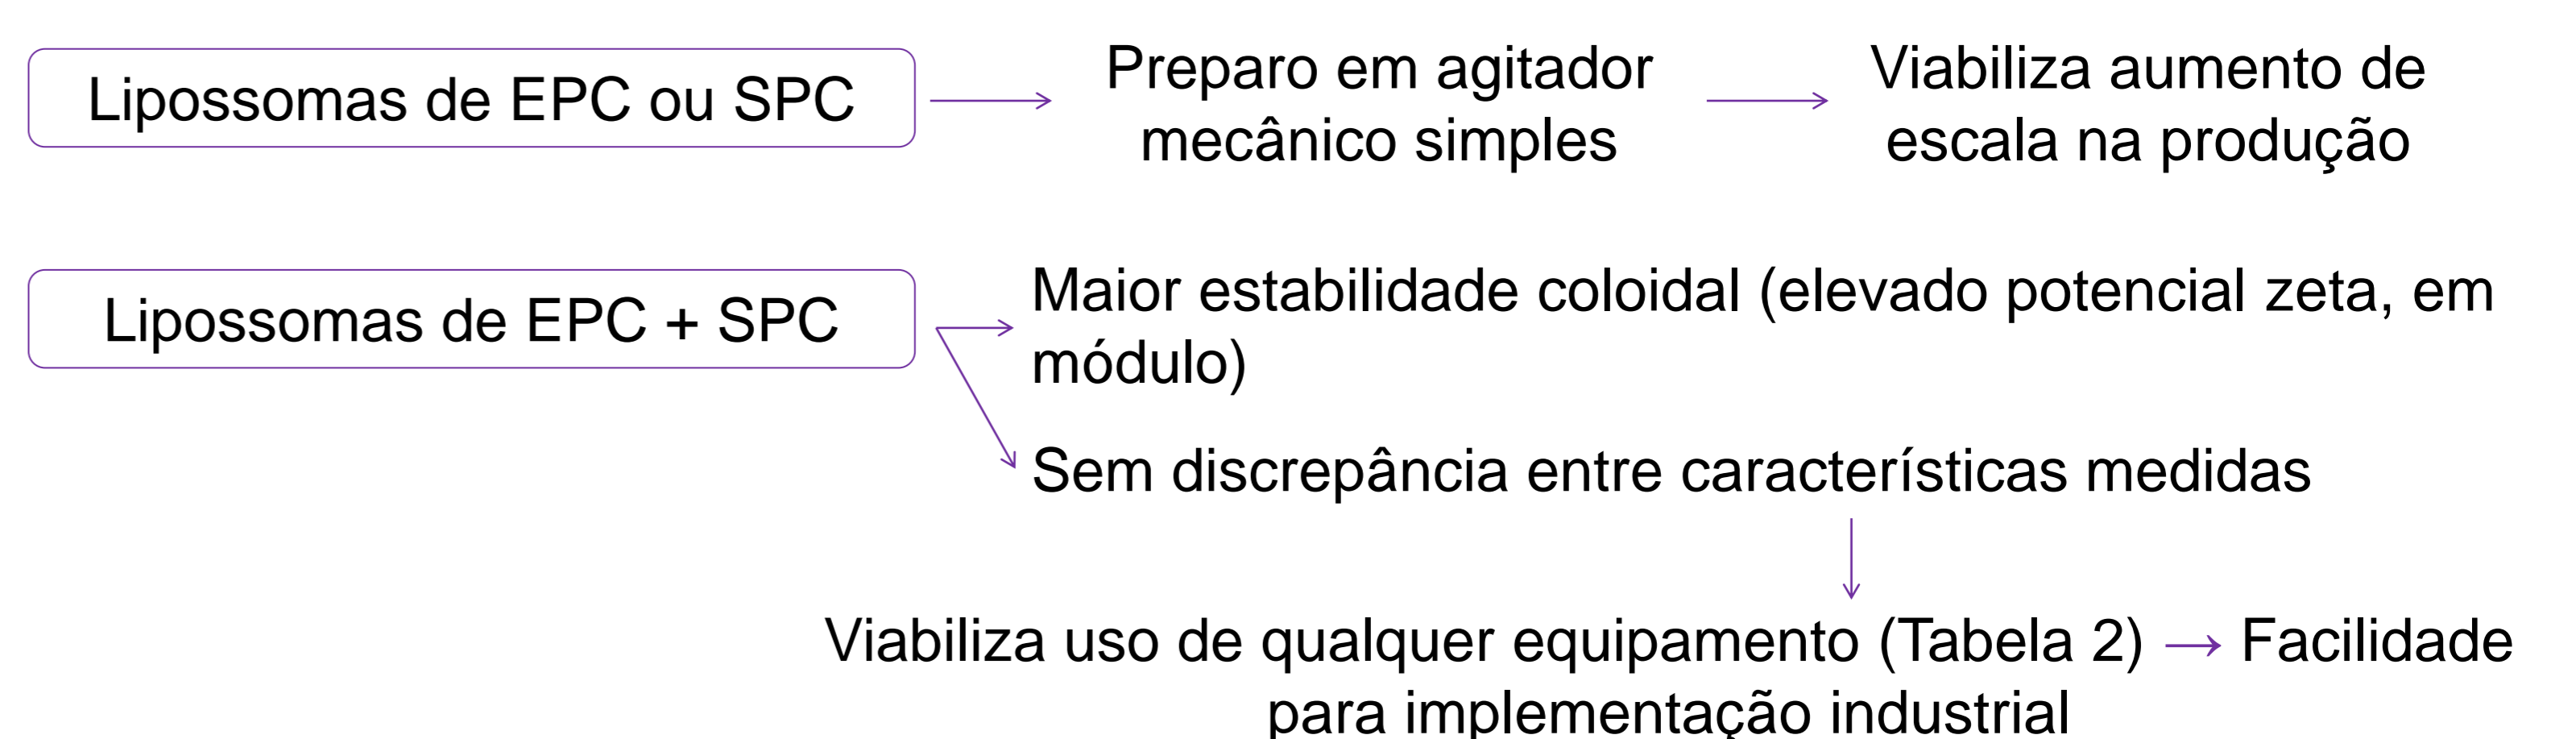 Lipossomas de EPC ou SPC
Preparo em agitador
mecânico simples
Viabiliza aumento de
escala na produção
Lipossomas de EPC + SPC
Maior estabilidade coloidal (elevado potencial zeta, em
módulo)
Sem discrepância entre características medidas
Viabiliza uso de qualquer equipamento (Tabela 2) → Facilidade
para implementação industrial